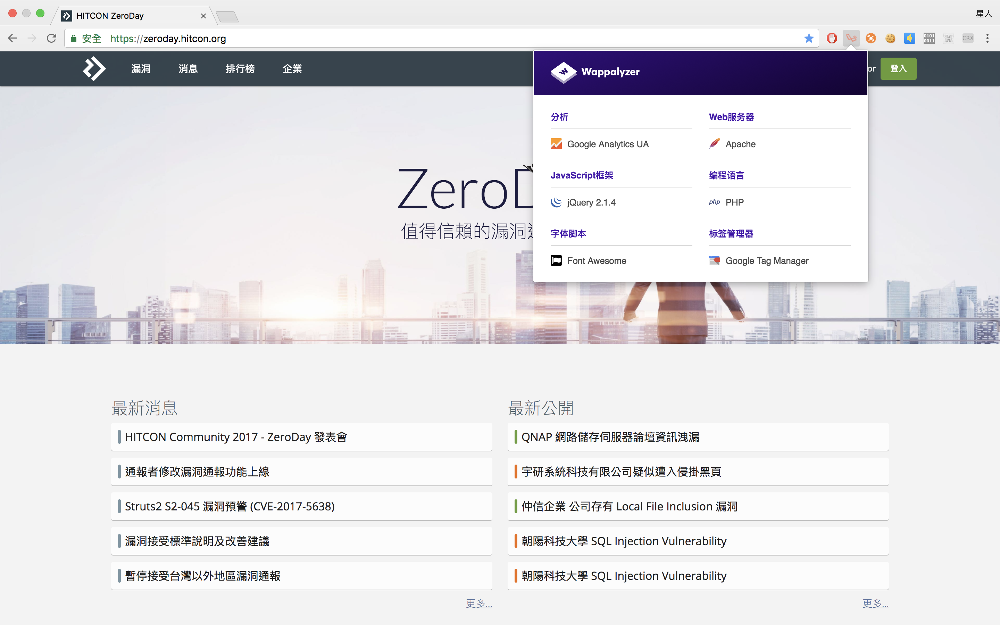 HITCON ZeroDay
星人
安全 https://zeroday.hitcon.org
0101
0011
CRX
漏洞 消息 排行榜 企業
or 登入
Wappalyzer
分析
Google Analytics UA
Web服务器
Apache
JavaScript框架
jQuery 2.1.4
编程语言
php PHP
字体脚本
Font Awesome
标签管理器
Google Tag Manager
Zero
值得信賴的漏洞
最新消息
HITCON Community 2017 - ZeroDay 發表會
通報者修改漏洞通報功能上線
Struts2 S2-045 漏洞預警 (CVE-2017-5638)
漏洞接受標準說明及改善建議
暫停接受台灣以外地區漏洞通報
更多...
最新公開
QNAP 網路儲存伺服器論壇資訊洩漏
宇研系統科技有限公司疑似遭入侵掛黑頁
仲信企業 公司存有 Local File Inclusion 漏洞
朝陽科技大學 SQL Injection Vulnerability
朝陽科技大學 SQL Injection Vulnerability
更多...